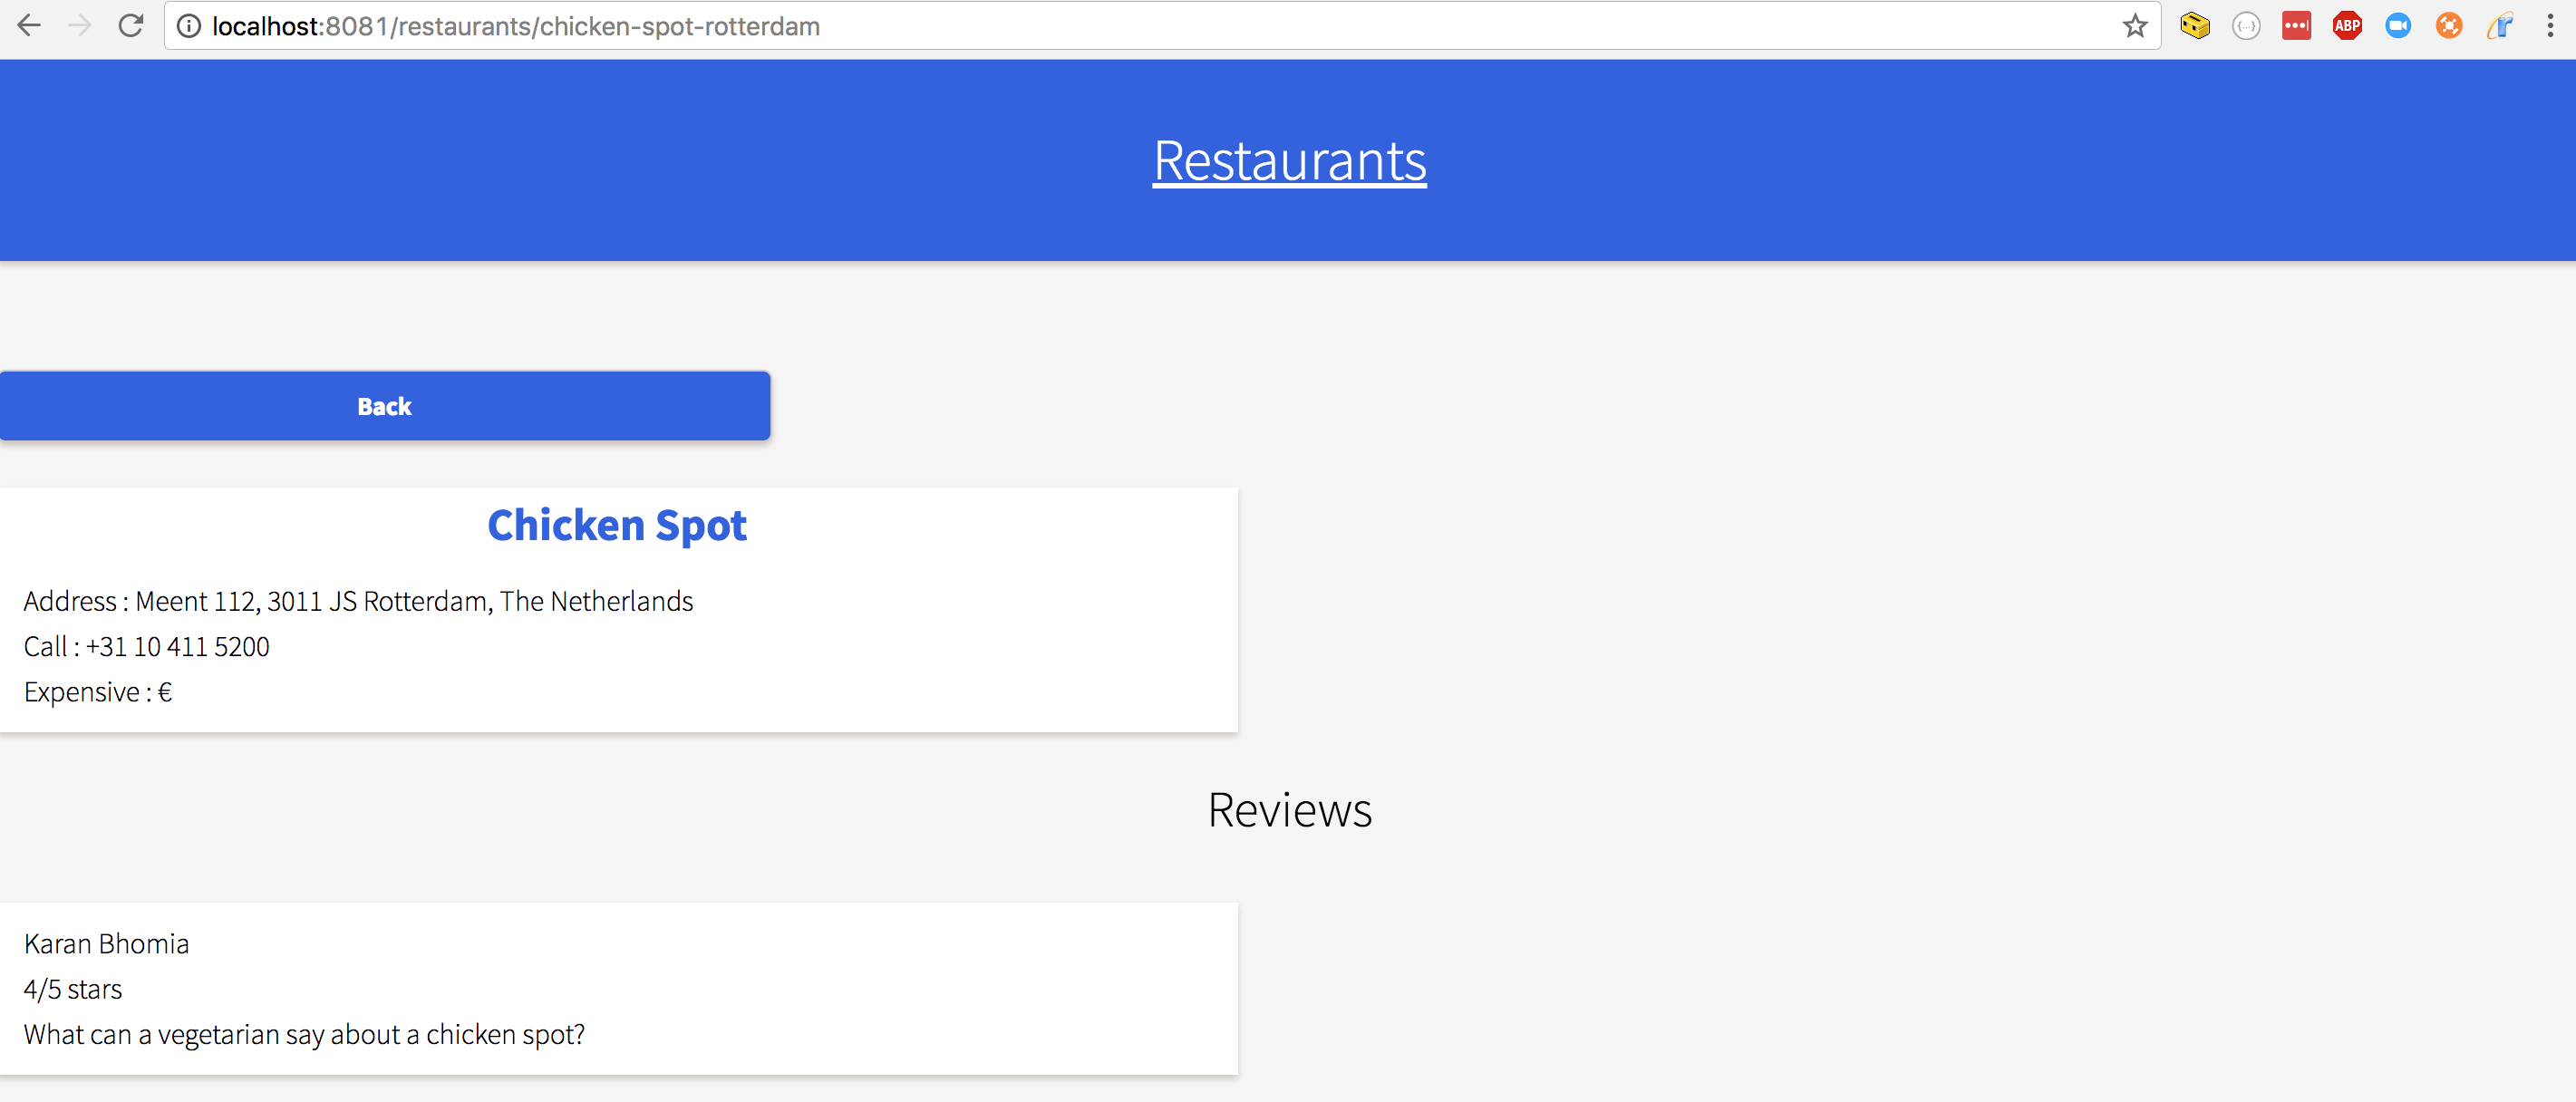 localhost:8081/restaurants/chicken-spot-rotterdam
{...}
ABP
Restaurants
Back
Chicken Spot
Address : Meent 112, 3011 JS Rotterdam, The Netherlands
Call : +31 10 411 5200
Expensive : €
Reviews
Karan Bhomia
4/5 stars
What can a vegetarian say about a chicken spot?